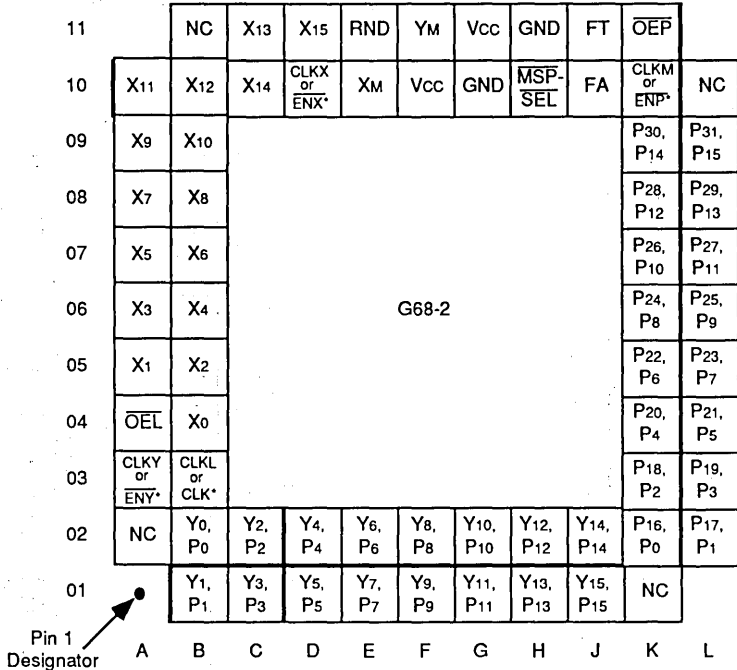 11 NC X13 X15 RND YM VCC GND FT OEP
10 X11 X12 X14 CLKX or ENX* XM VCC GND MSP-SEL FA CLKM or ENP* NC
09 X9 X10 P30, P14 P31, P15
08 X7 X8 P28, P12 P29, P13
07 X5 X6 P26, P10 P27, P11
06 X3 X4 G68-2 P24, P8 P25, P9
05 X1 X2 P22, P6 P23, P7
04 OEL X0 P20, P4 P21, P5
03 CLKY or ENY* CLKL or CLK* P18, P2 P19, P3
02 NC Y0, P0 Y2, P2 Y4, P4 Y6, P6 Y8, P8 Y10, P10 Y12, P12 Y14, P14 P16, P0 P17, P1
01 Y1, P1 Y3, P3 Y5, P5 Y7, P7 Y9, P9 Y11, P11 Y13, P13 Y15, P15 NC
Pin 1
Designator
A B C D E F G H J K L